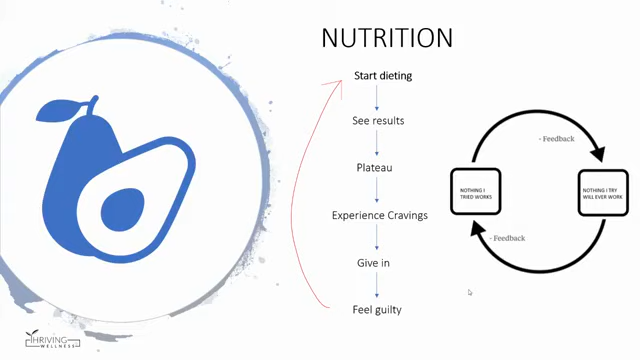 NUTRITION
Start dieting
See results
Plateau
Experience Cravings
Give in
Feel guilty
- Feedback
NOTHING I
TRIED WORKS
NOTHING I TRY
WILL EVER WORK
- Feedback
THRIVING
WELLNESS